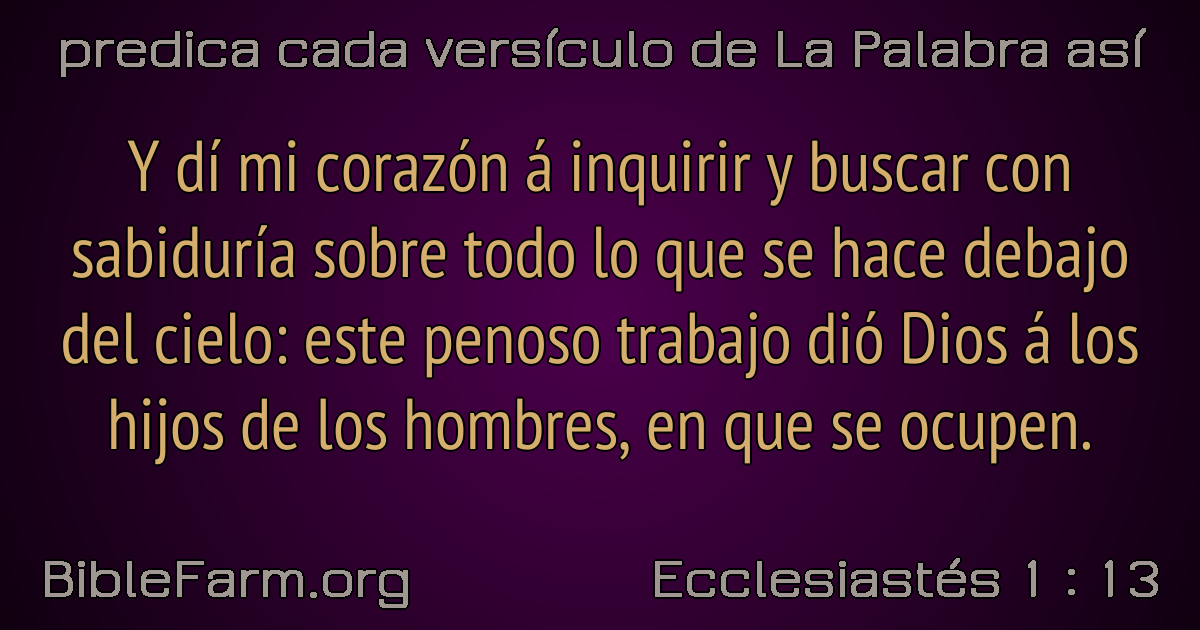 predica cada versículo de La Palabra así
Y dí mi corazón á inquirir y buscar con
sabiduría sobre todo lo que se hace debajo
del cielo: este penoso trabajo dió Dios á los
hijos de los hombres, en que se ocupen.
BibleFarm.org
Ecclesiastés 1 : 13